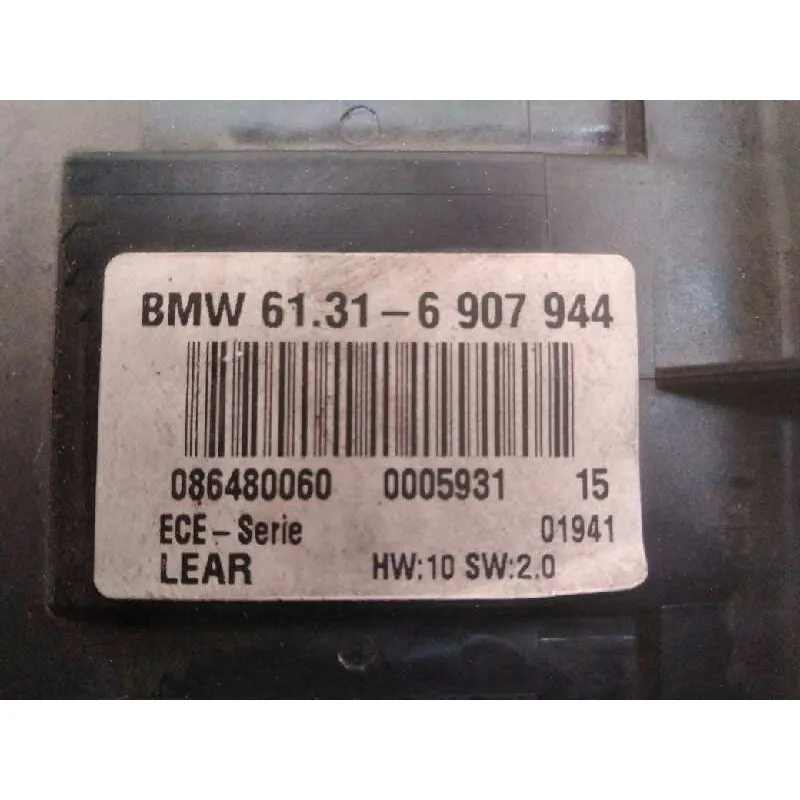 BMW 61.31-6 907 944
086480060 0005931 15
ECE-Serie 01941
LEAR HW:10 SW:2.0